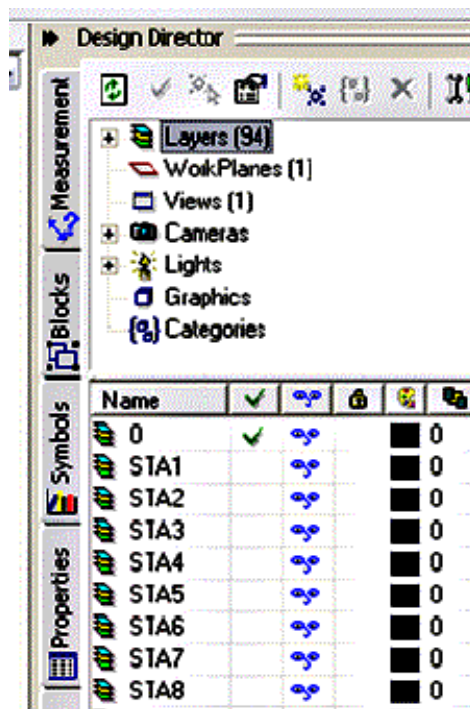 Design Director
Measurement
Blocks
Symbols
Properties
Layers (94)
WorkPlanes (1)
Views (1)
Cameras
Lights
Graphics
Categories
Name
0 0
STA1 0
STA2 0
STA3 0
STA4 0
STA5 0
STA6 0
STA7 0
STA8 0